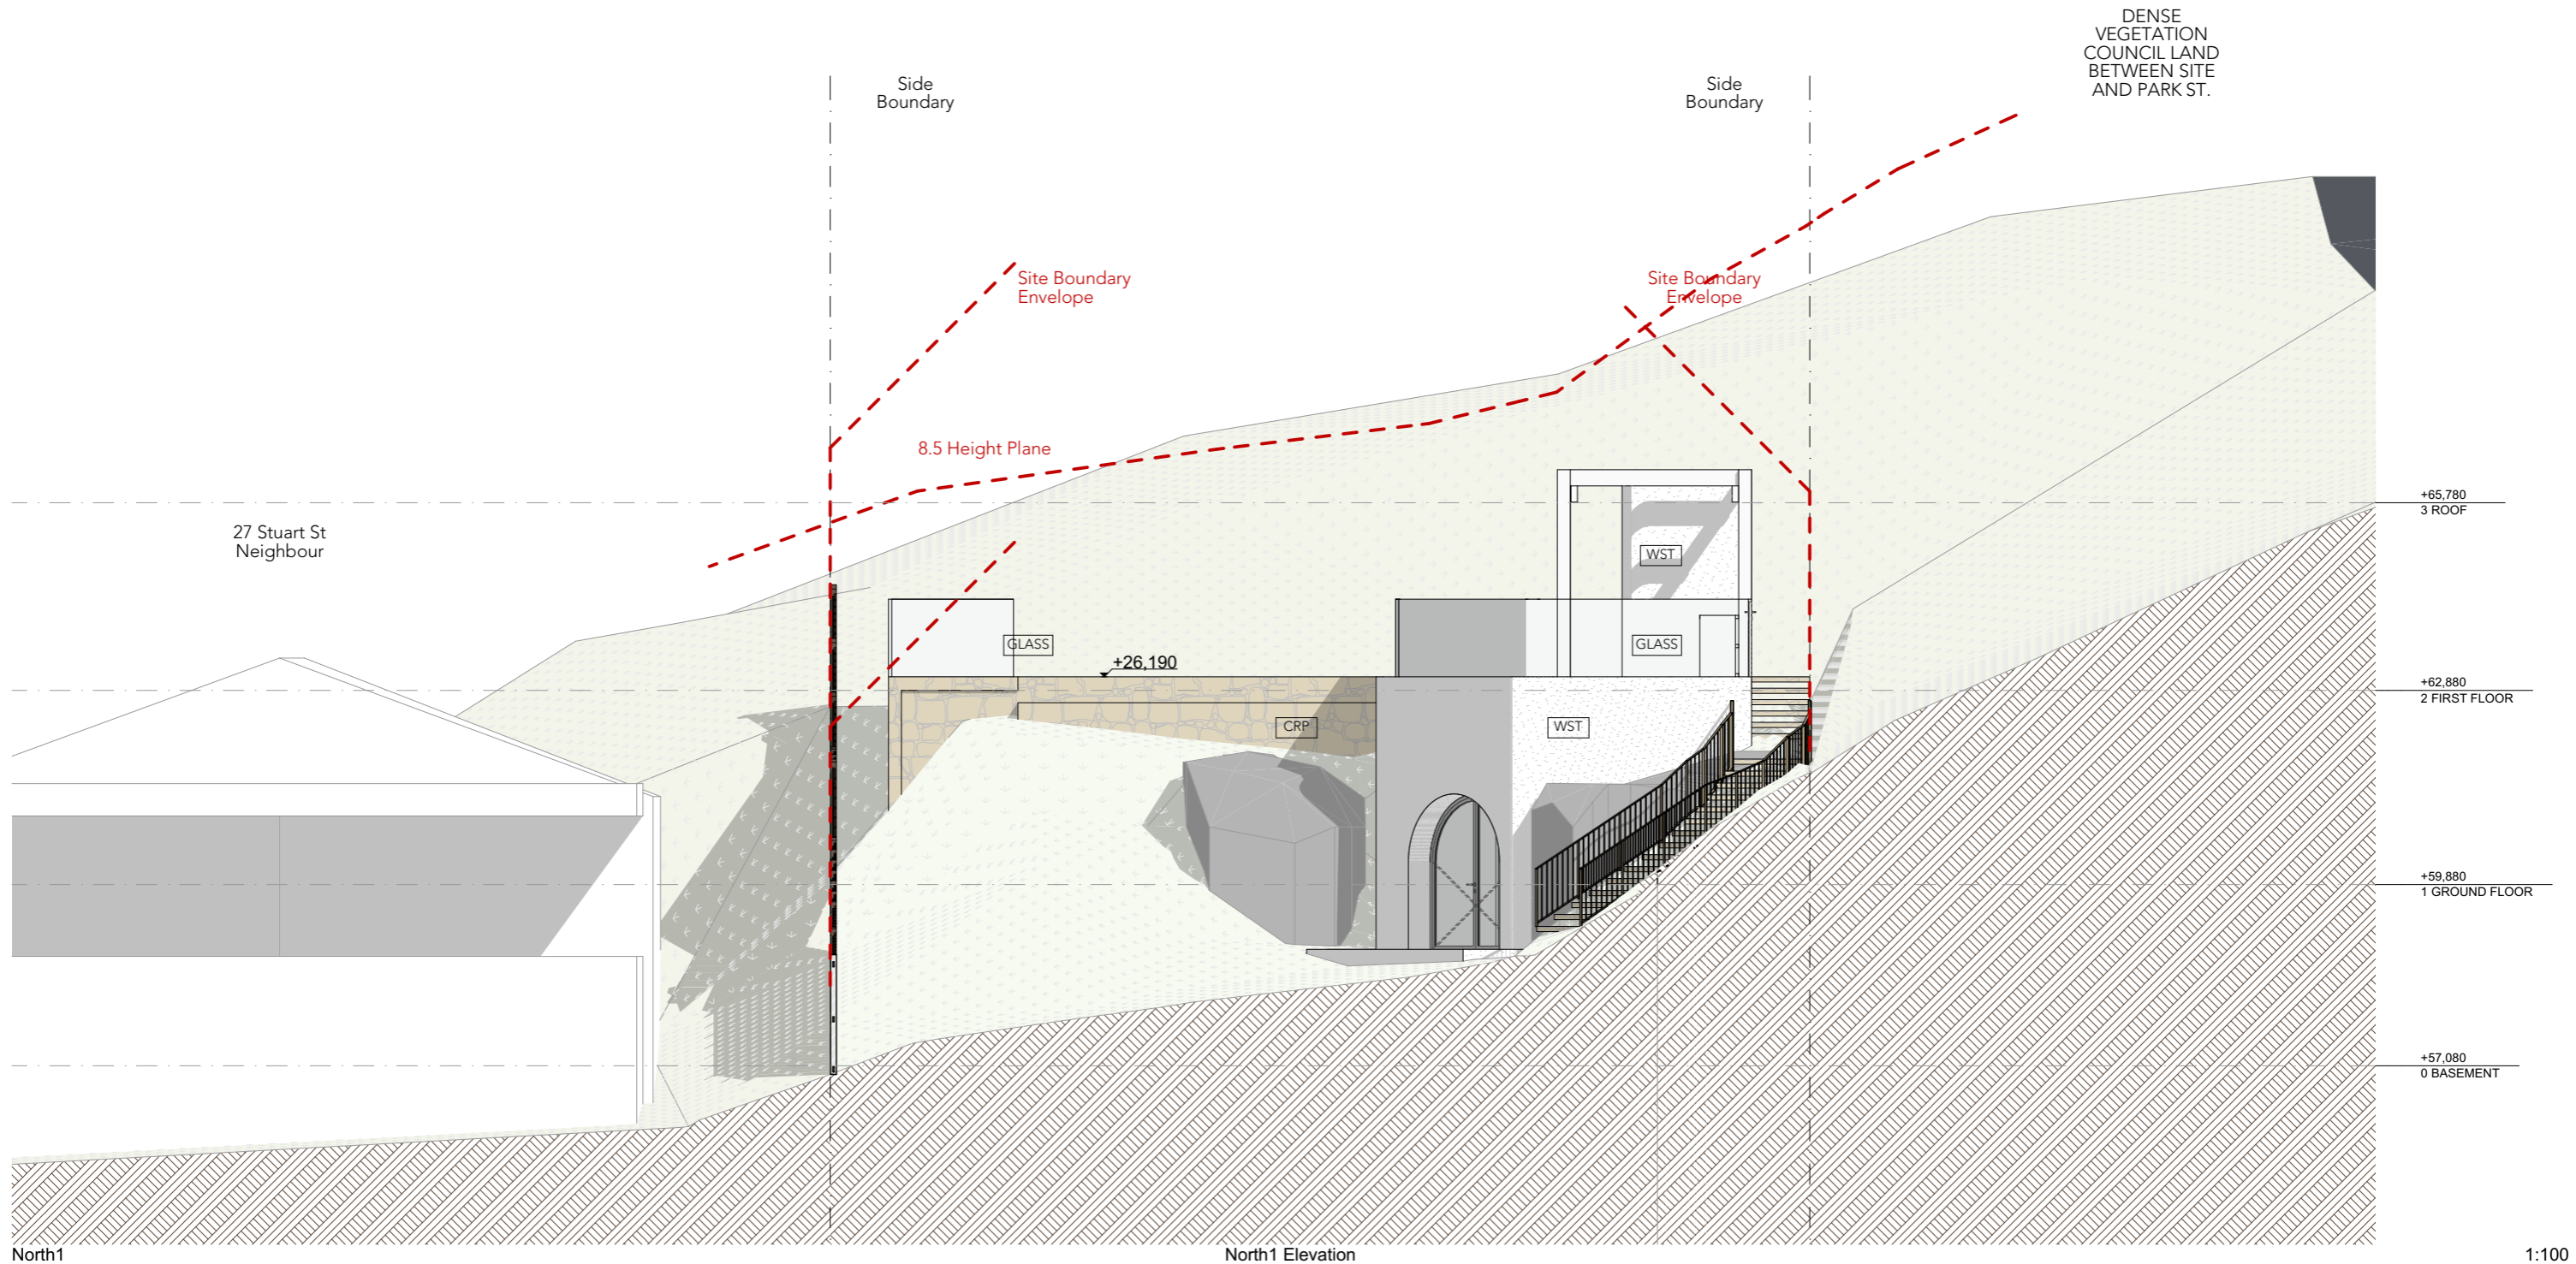 DENSE
VEGETATION
COUNCIL LAND
BETWEEN SITE
AND PARK ST.
Side
Boundary
Side
Boundary
Site Boundary
Envelope
Site Boundary
Envelope
8.5 Height Plane
27 Stuart St
Neighbour
+65,780
3 ROOF
WST
GLASS
GLASS
+26,190
+62,880
2 FIRST FLOOR
CRP
WST
+59,880
1 GROUND FLOOR
+57,080
0 BASEMENT
North1
North1 Elevation
1:100